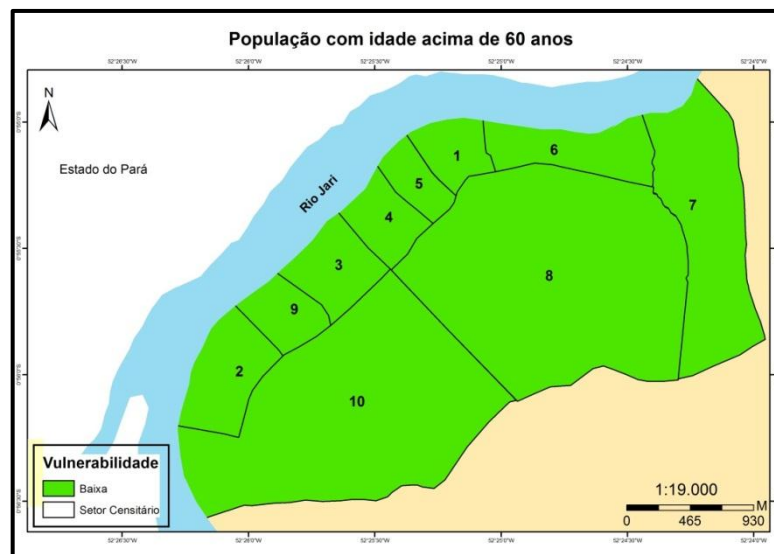 População com idade acima de 60 anos
52°26'30"W 52°26'0"W 52°25'30"W 52°25'0"W 52°24'30"W 52°24'0"W
N
Estado do Pará
Rio Jari
1
6
5
7
4
3
8
9
2
10
Vulnerabilidade
Baixa
Setor Censitário
1:19.000
M
0 465 930
52°26'30"W 52°26'0"W 52°25'30"W 52°25'0"W 52°24'30"W 52°24'0"W